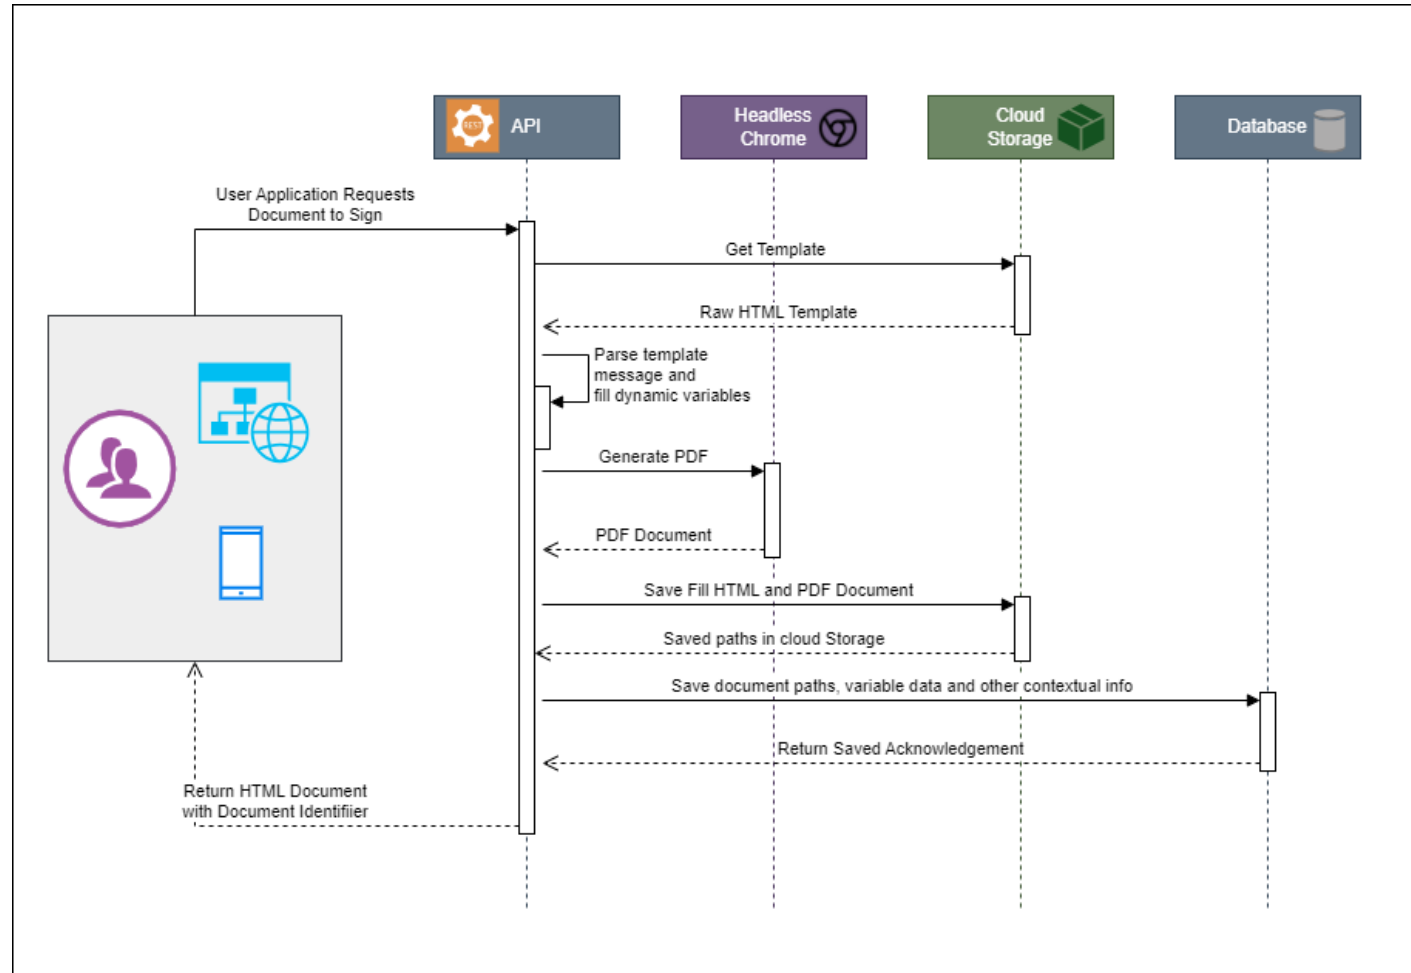 API
Headless
Chrome
Cloud
Storage
Database
REST
User Application Requests
Document to Sign
Get Template
Raw HTML Template
Parse template
message and
fill dynamic variables
Generate PDF
PDF Document
Save Fill HTML and PDF Document
Saved paths in cloud Storage
Save document paths, variable data and other contextual info
Return Saved Acknowledgement
Return HTML Document
with Document Identifiier